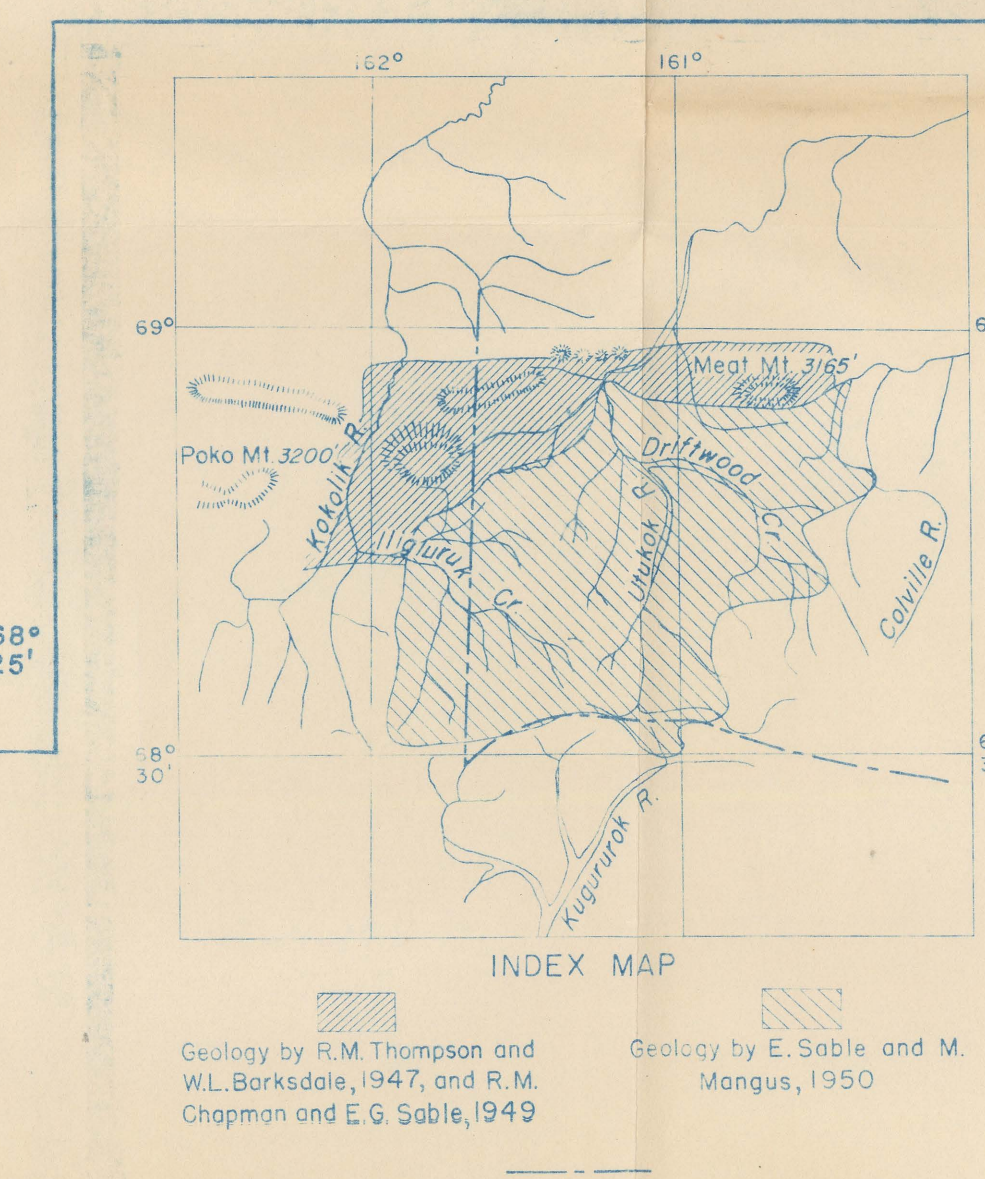 162°
161°
69°
Meat Mt. 3165'
Poko Mt. 3200'
Kokolik R.
Driftwood
Cr.
Utukok R.
Iligluruk
Cr.
Colville R.
68°
25'
68°
30'
Kugururok R.
INDEX MAP
Geology by R.M. Thompson and
W.L. Barksdale, 1947, and R.M.
Chapman and E.G. Sable, 1949
Geology by E. Sable and M.
Mangus, 1950